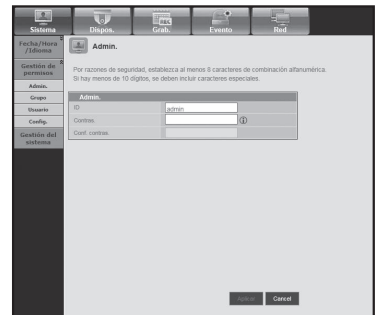 Sistema
Dispos.
Grab.
Evento
Red
Fecha/Hora
/Idioma
Gestión de
permisos
Admin.
Grupo
Usuario
Config.
Gestión del
sistema
Admin.
Por razones de seguridad, establezca al menos 8 caracteres de combinación alfanumérica.
Si hay menos de 10 dígitos, se deben incluir caracteres especiales.
Admin.
ID
admin
Contras.
Conf. contras.
Aplicar
Cancel